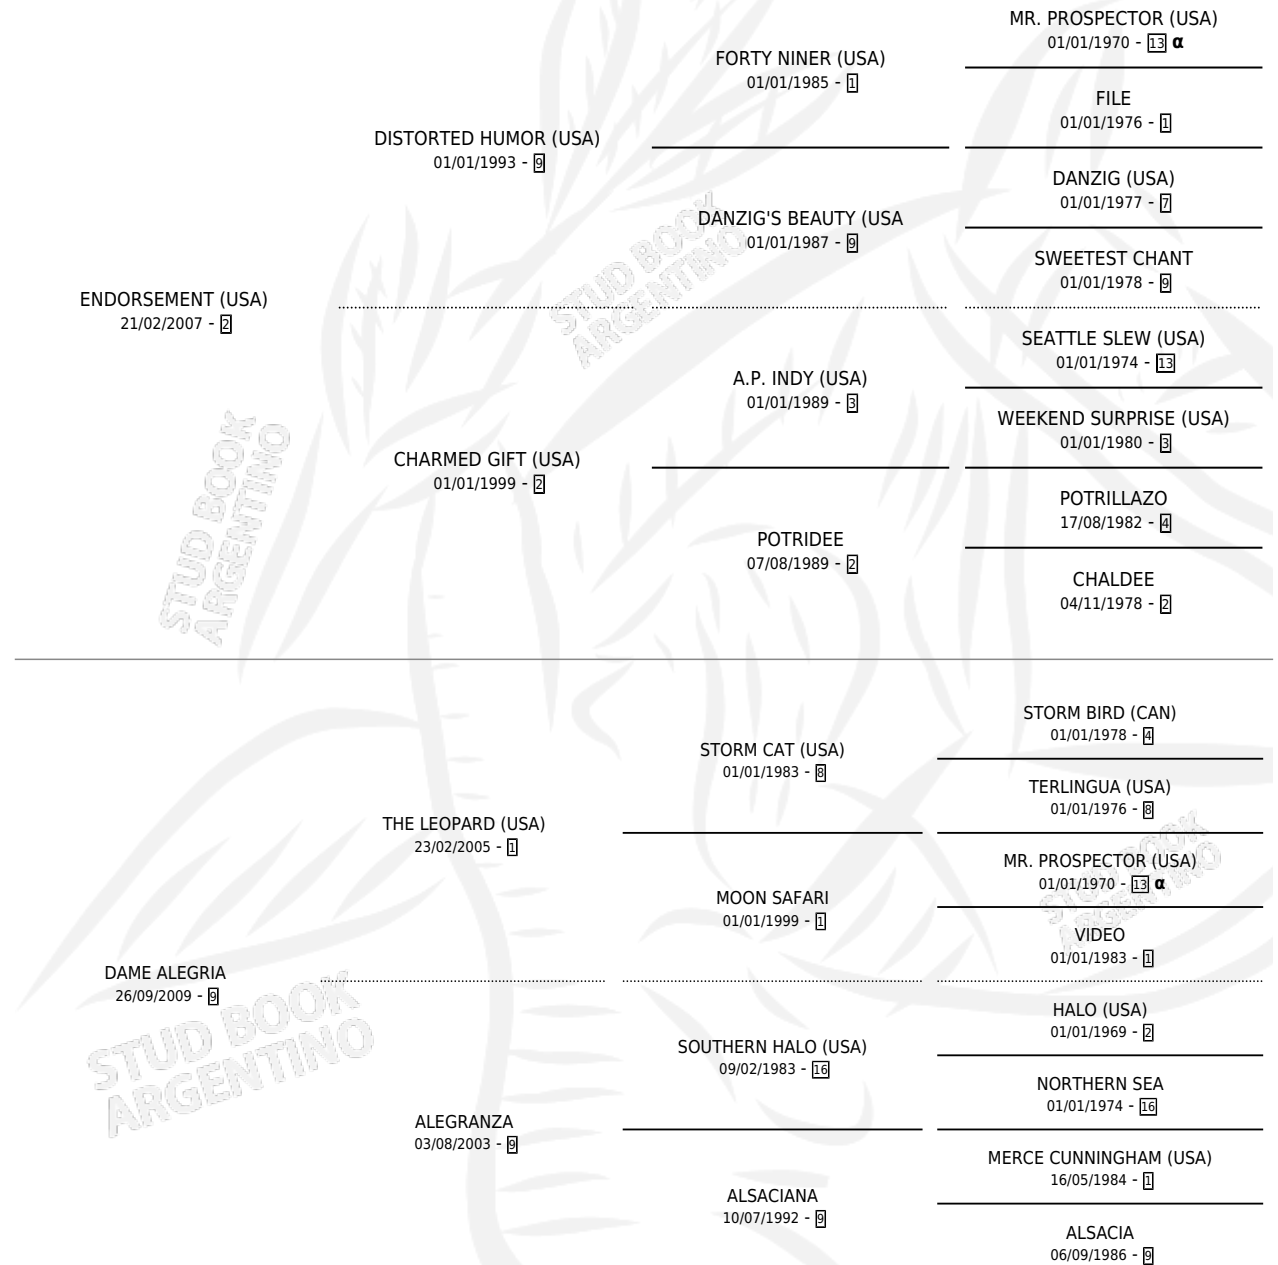 MR. PROSPECTOR (USA)
01/01/1970 - 13 α
FORTY NINER (USA)
01/01/1985 - 1
FILE
01/01/1976 - 1
DISTORTED HUMOR (USA)
01/01/1993 - 9
DANZIG (USA)
01/01/1977 - 7
DANZIG'S BEAUTY (USA
01/01/1987 - 9
SWEETEST CHANT
01/01/1978 - 9
ENDORSEMENT (USA)
21/02/2007 - 2
SEATTLE SLEW (USA)
01/01/1974 - 13
A.P. INDY (USA)
01/01/1989 - 3
WEEKEND SURPRISE (USA)
01/01/1980 - 3
CHARMED GIFT (USA)
01/01/1999 - 2
POTRILLAZO
17/08/1982 - 4
POTRIDEE
07/08/1989 - 2
CHALDEE
04/11/1978 - 2
STORM BIRD (CAN)
01/01/1978 - 4
STORM CAT (USA)
01/01/1983 - 8
TERLINGUA (USA)
01/01/1976 - 8
THE LEOPARD (USA)
23/02/2005 - 1
MR. PROSPECTOR (USA)
01/01/1970 - 13 α
MOON SAFARI
01/01/1999 - 1
VIDEO
01/01/1983 - 1
DAME ALEGRIA
26/09/2009 - 9
HALO (USA)
01/01/1969 - 2
SOUTHERN HALO (USA)
09/02/1983 - 16
NORTHERN SEA
01/01/1974 - 16
ALEGRANZA
03/08/2003 - 9
MERCE CUNNINGHAM (USA)
16/05/1984 - 1
ALSACIANA
10/07/1992 - 9
ALSACIA
06/09/1986 - 9
STUD BOOK
ARGENTINO
STUD BOOK
ARGENTINO
STUD BOOK
ARGENTINO
STUD BOOK
ARGENTINO